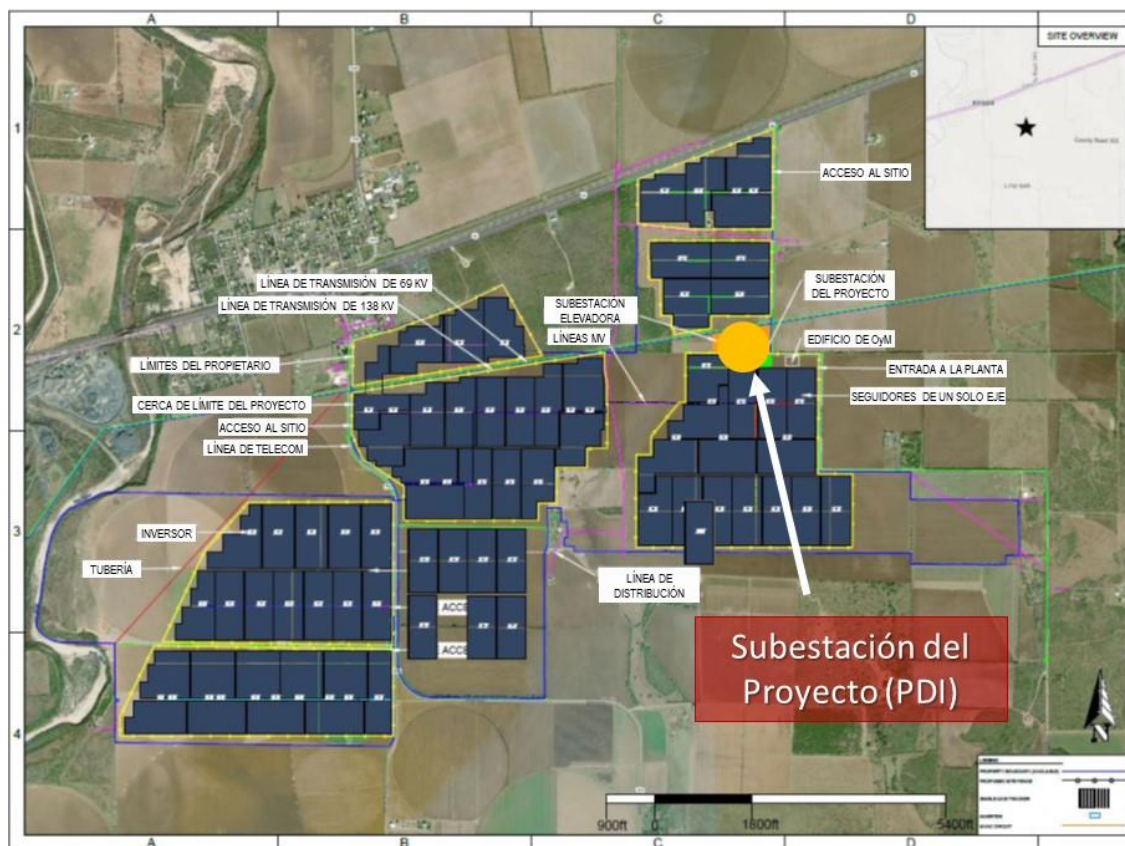 A
B
C
D
SITE OVERVIEW
1
ACCESO AL SITIO
LÍNEA DE TRANSMISIÓN DE 69 KV
LÍNEA DE TRANSMISIÓN DE 138 KV
SUBESTACIÓN
ELEVADORA
LÍNEAS MV
SUBESTACIÓN
DEL PROYECTO
2
EDIFICIO DE OyM
LÍMITES DEL PROPIETARIO
ENTRADA A LA PLANTA
SEGUIDORES DE UN SOLO EJE
CERCA DE LÍMITE DEL PROYECTO
ACCESO AL SITIO
LÍNEA DE TELECOM
3
INVERSOR
TUBERÍA
LÍNEA DE
DISTRIBUCIÓN
ACCE
ACCE
Subestación del
Proyecto (PDI)
4
900ft
0
1800ft
5400ft
A
B
C
D